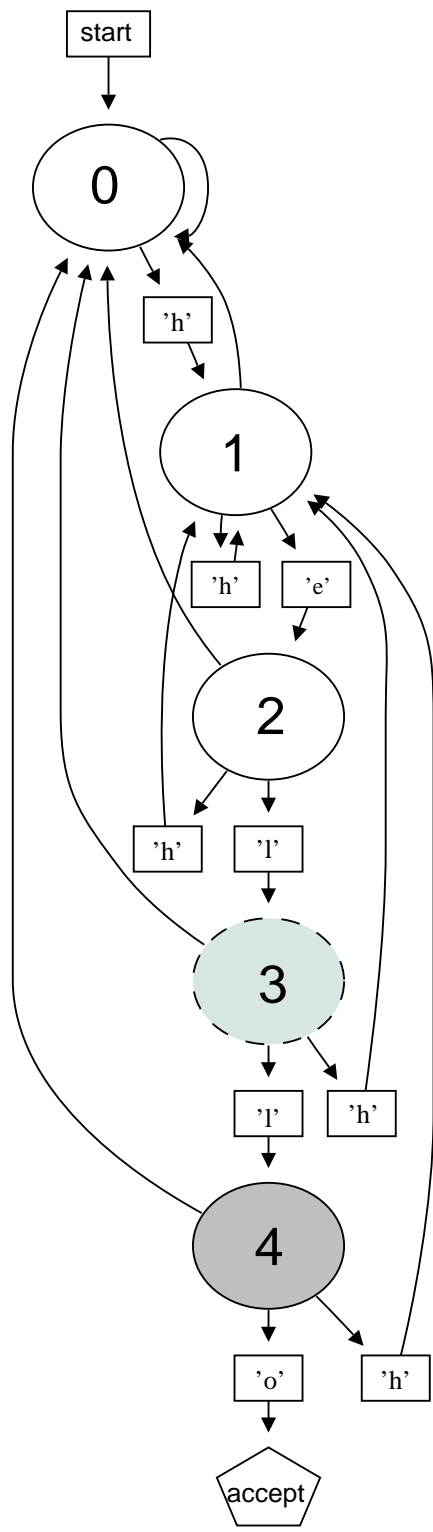 start
0
’h’
1
’h’ ’e’
2
’h’ ’l’
3
’l’ ’h’
4
’o’ ’h’
accept